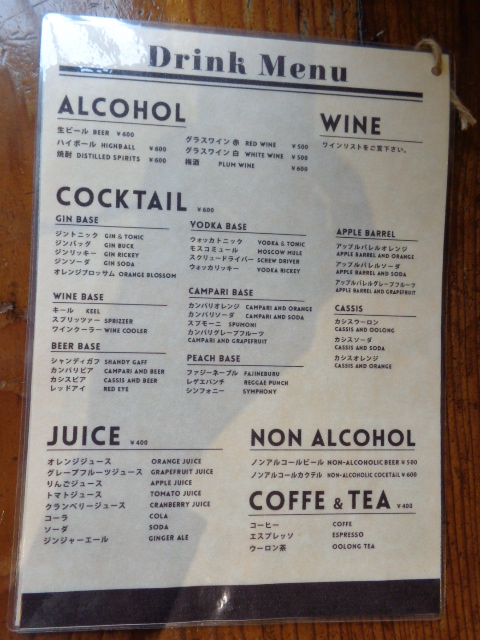 Drink Menu
ALCOHOL
生ビール BEER ¥600
ハイボール HIGHBALL ¥600
焼酎 DISTILLED SPIRITS ¥600
グラスワイン 赤 RED WINE ¥500
グラスワイン 白 WHITE WINE ¥500
梅酒 PLUM WINE ¥600
WINE
ワインリストをご覧下さい。
COCKTAIL ¥600
GIN BASE
ジントニック GIN & TONIC
ジンバッグ GIN BUCK
ジンリッキー GIN RICKEY
ジンソーダ GIN SODA
オレンジブロッサム ORANGE BLOSSOM
WINE BASE
キール KEEL
スプリッツァー SPRIZZER
ワインクーラー WINE COOLER
BEER BASE
シャンディガフ SHANDY GAFF
カンパリビア CAMPARI AND BEER
カシスビア CASSIS AND BEER
レッドアイ RED EYE
VODKA BASE
ウォッカトニック VODKA & TONIC
モスコミュール MOSCOW MULE
スクリュードライバー SCREW DRIVER
ウォッカリッキー VODKA RICKEY
CAMPARI BASE
カンパリオレンジ CAMPARI AND ORANGE
カンパリソーダ CAMPARI AND SODA
スプモーニ SPUMONI
カンパリグレープフルーツ
CAMPARI AND GRAPEFRUIT
PEACH BASE
ファジーネーブル FAJINEBURU
レゲエパンチ REGGAE PUNCH
シンフォニー SYMPHONY
APPLE BARREL
アップルバレルオレンジ
APPLE BARREL AND ORANGE
アップルバレルソーダ
APPLE BARREL AND SODA
アップルバレルグレープフルーツ
APPLE BARREL AND GRAPEFRUIT
CASSIS
カシスウーロン
CASSIS AND OOLONG
カシスソーダ
CASSIS AND SODA
カシスオレンジ
CASSIS AND ORANGE
JUICE ¥400
オレンジジュース ORANGE JUICE
グレープフルーツジュース GRAPEFRUIT JUICE
りんごジュース APPLE JUICE
トマトジュース TOMATO JUICE
クランベリージュース CRANBERRY JUICE
コーラ COLA
ソーダ SODA
ジンジャーエール GINGER ALE
NON ALCOHOL
ノンアルコールビール NON-ALCOHOLIC BEER ¥500
ノンアルコールカクテル NON-ALCOHOLIC COCKTAIL ¥600
COFFE & TEA ¥400
コーヒー COFFE
エスプレッソ ESPRESSO
ウーロン茶 OOLONG TEA